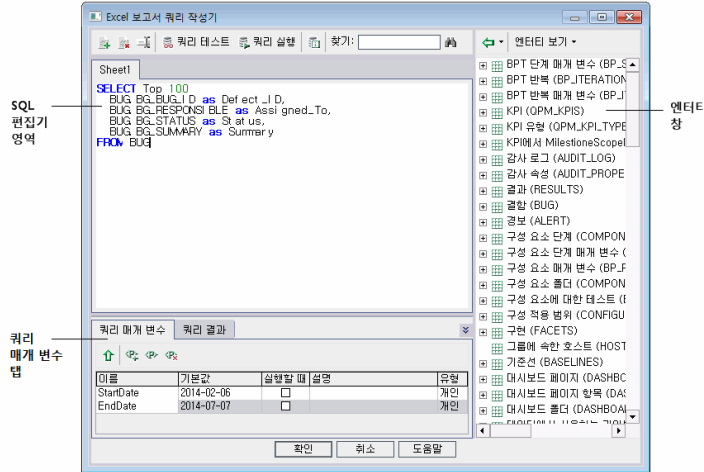 Excel 보고서 쿼리 작성기
쿼리 테스트 쿼리 실행 찾기: 엔터티 보기
Sheet1
SELECT Top 100
BUG.BG_BUG_ID as Defect_ID,
BUG.BG_RESPONSIBLE as Assigned_To,
BUG.BG_STATUS as Status,
BUG.BG_SUMMARY as Summary
FROM BUG
SQL
편집기
영역
BPT 단계 매개 변수 (BP_S
BPT 반복 (BP_ITERATION
BPT 반복 매개 변수 (BP_I
KPI (QPM_KPIS)
KPI 유형 (QPM_KPI_TYPE
KPI에서 MilestoneScopeI
감사 로그 (AUDIT_LOG)
감사 속성 (AUDIT_PROPE
결과 (RESULTS)
결함 (BUG)
경보 (ALERT)
구성 요소 단계 (COMPON
구성 요소 단계 매개 변수 (
구성 요소 매개 변수 (BP_P
구성 요소 폴더 (COMPON
구성 요소에 대한 테스트 (
구성 적용 범위 (CONFIGU
구현 (FACETS)
그룹에 속한 호스트 (HOST
기준선 (BASELINES)
대시보드 페이지 (DASHBC
대시보드 페이지 항목 (DAS
대시보드 폴더 (DASHBOAI
엔터티
창
쿼리 매개 변수 쿼리 결과
쿼리
매개 변수
탭
이름 기본값 실행할 때 설명 유형
StartDate 2014-02-06 개인
EndDate 2014-07-07 개인
확인 취소 도움말